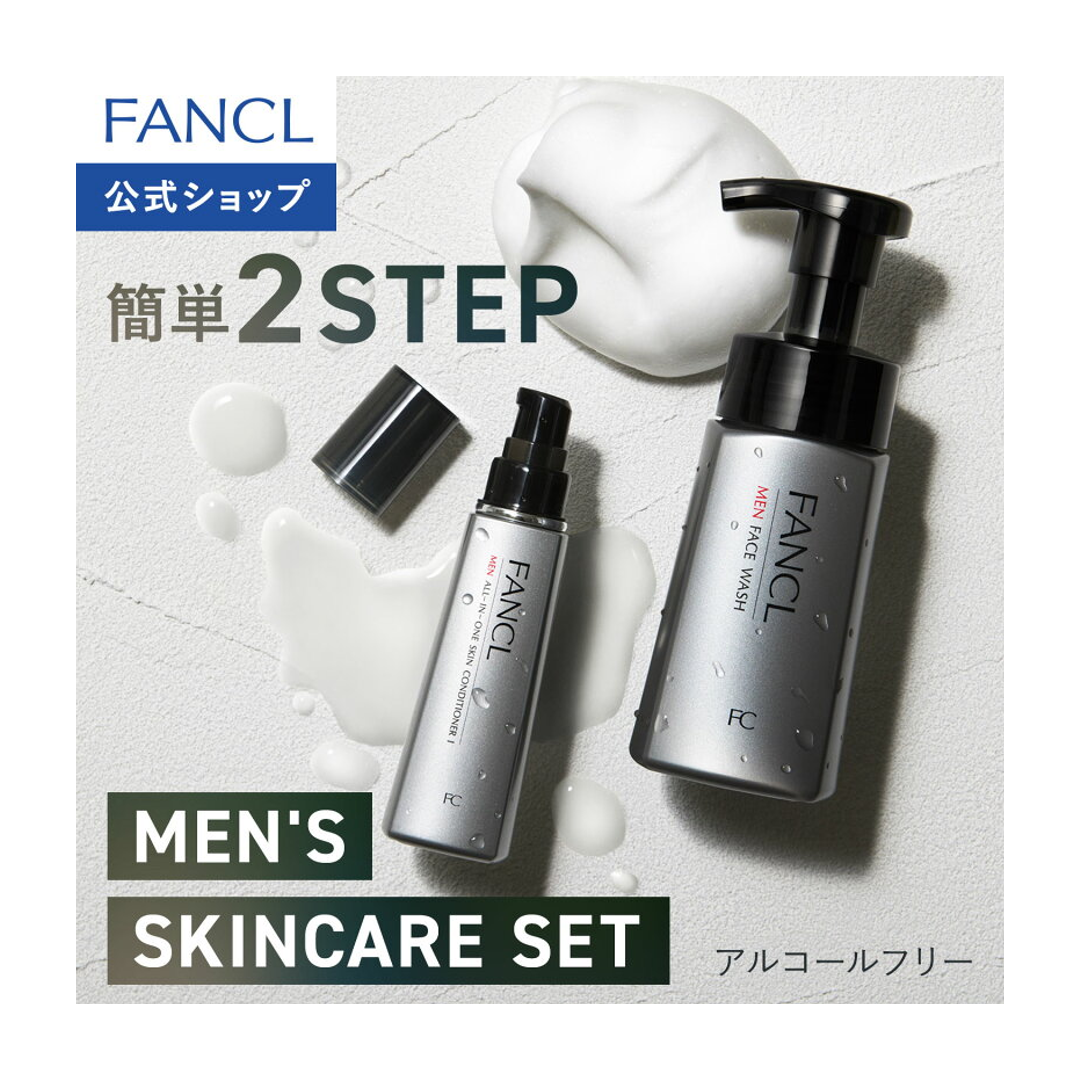 FANCL
公式ショップ
簡単2STEP
FANCL
MEN FACE WASH
FC
FANCL
MEN ALL-IN-ONE SKIN CONDITIONER I
FC
MEN'S
SKINCARE SET
アルコールフリー